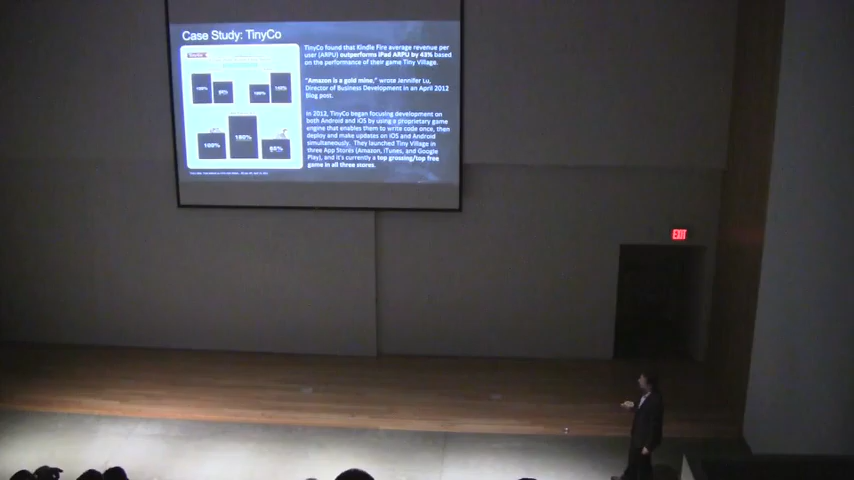 Case Study: TinyCo
TinyCo found that Kindle Fire average revenue per
user (ARPU) outperforms iPad ARPU by 43% based
on the performance of their game Tiny Village.
"Amazon is a gold mine," wrote Jennifer Lu,
Director of Business Development in an April 2012
Blog post.
In 2012, TinyCo began focusing development on
both Android and iOS by using a proprietary game
engine that enables them to write code once, then
deploy and make updates on iOS and Android
simultaneously. They launched Tiny Village in
three App Stores (Amazon, iTunes, and Google
Play), and it's currently a top grossing/top free
game in all three stores.
100%
100%
100%
180%
EXIT